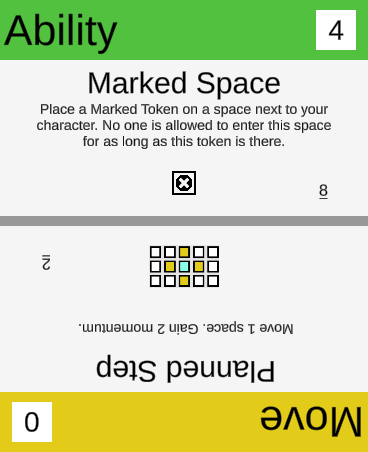 Ability
4
Marked Space
Place a Marked Token on a space next to your
character. No one is allowed to enter this space
for as long as this token is there.
8
Move
0
Planned Step
Move 1 space. Gain 2 momentum.
2